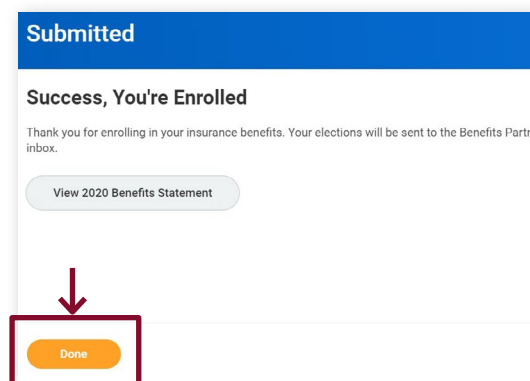 Submitted
Success, You're Enrolled
Thank you for enrolling in your insurance benefits. Your elections will be sent to the Benefits Partn
inbox.
View 2020 Benefits Statement
Done